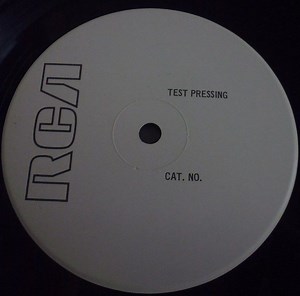 RCA
TEST PRESSING
CAT. NO.